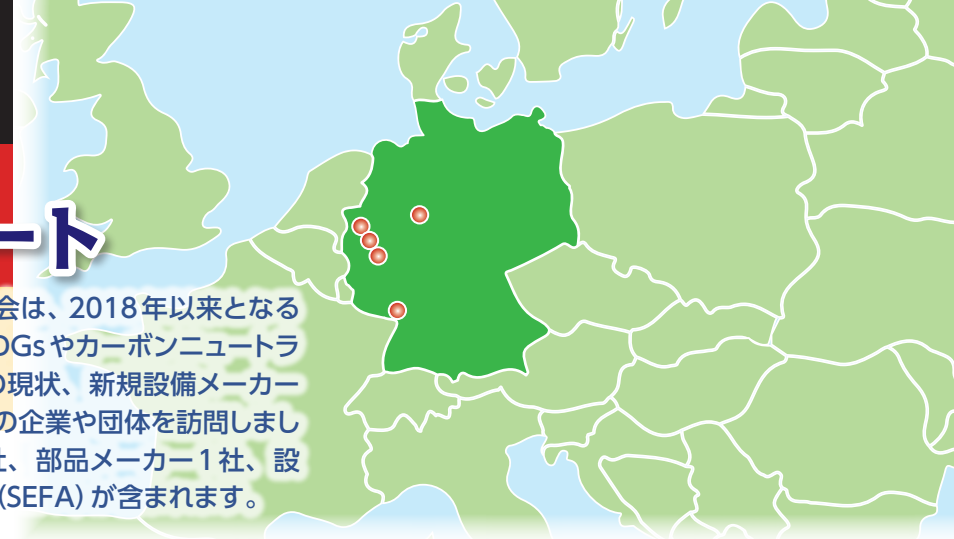 ート
会は、2018年以来となる
DGsやカーボンニュートラ
の現状、新規設備メーカー
の企業や団体を訪問しまし
社、部品メーカー1社、設
(SEFA)が含まれます。